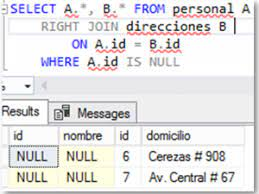 SELECT A.*, B.* FROM personal A
RIGHT JOIN direcciones B
ON A.id = B.id
WHERE A.id IS NULL
Results Messages
id nombre id domicilio
NULL NULL 6 Cerezas # 908
NULL NULL 7 Av. Central # 67